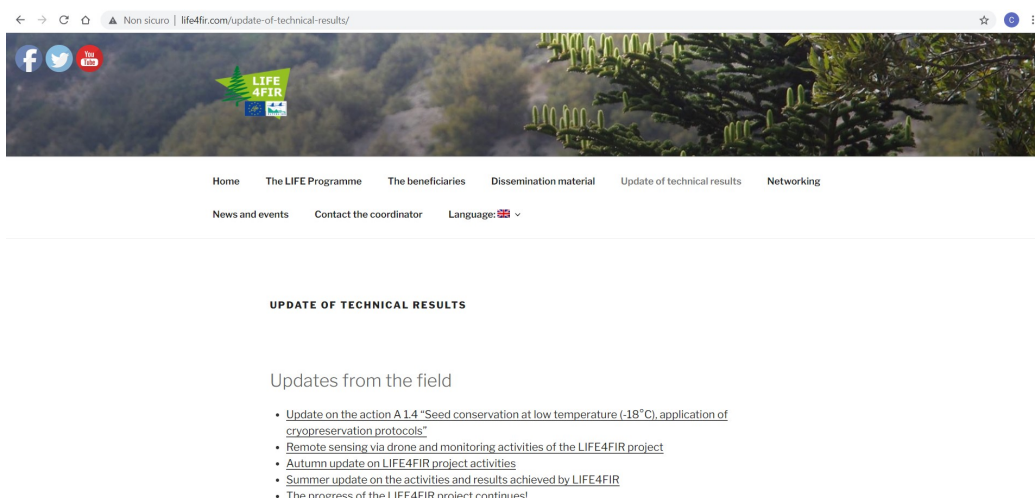 Non sicuro | life4fir.com/update-of-technical-results/
C
You
Tube
LIFE
4FIR
Home The LIFE Programme The beneficiaries Dissemination material Update of technical results Networking
News and events Contact the coordinator Language:
UPDATE OF TECHNICAL RESULTS
Updates from the field
• Update on the action A 1.4 “Seed conservation at low temperature (-18°C), application of
cryopreservation protocols”
• Remote sensing via drone and monitoring activities of the LIFE4FIR project
• Autumn update on LIFE4FIR project activities
• Summer update on the activities and results achieved by LIFE4FIR
• The progress of the LIFE4FIR project continues!